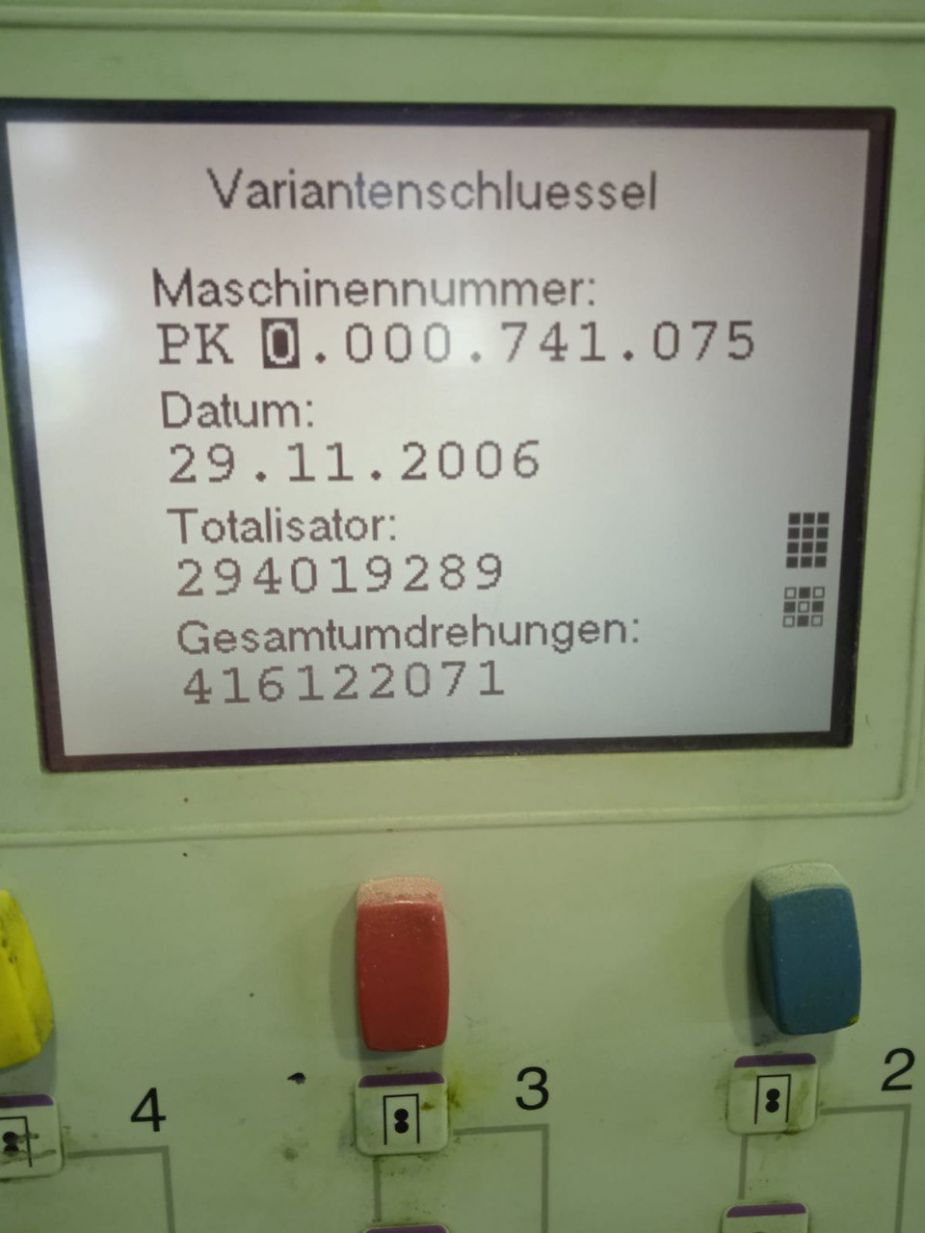 Variantenschluessel
Maschinennummer:
PK 0.000.741.075
Datum:
29.11.2006
Totalisator:
294019289
Gesamtumdrehungen:
416122071
4
3
2